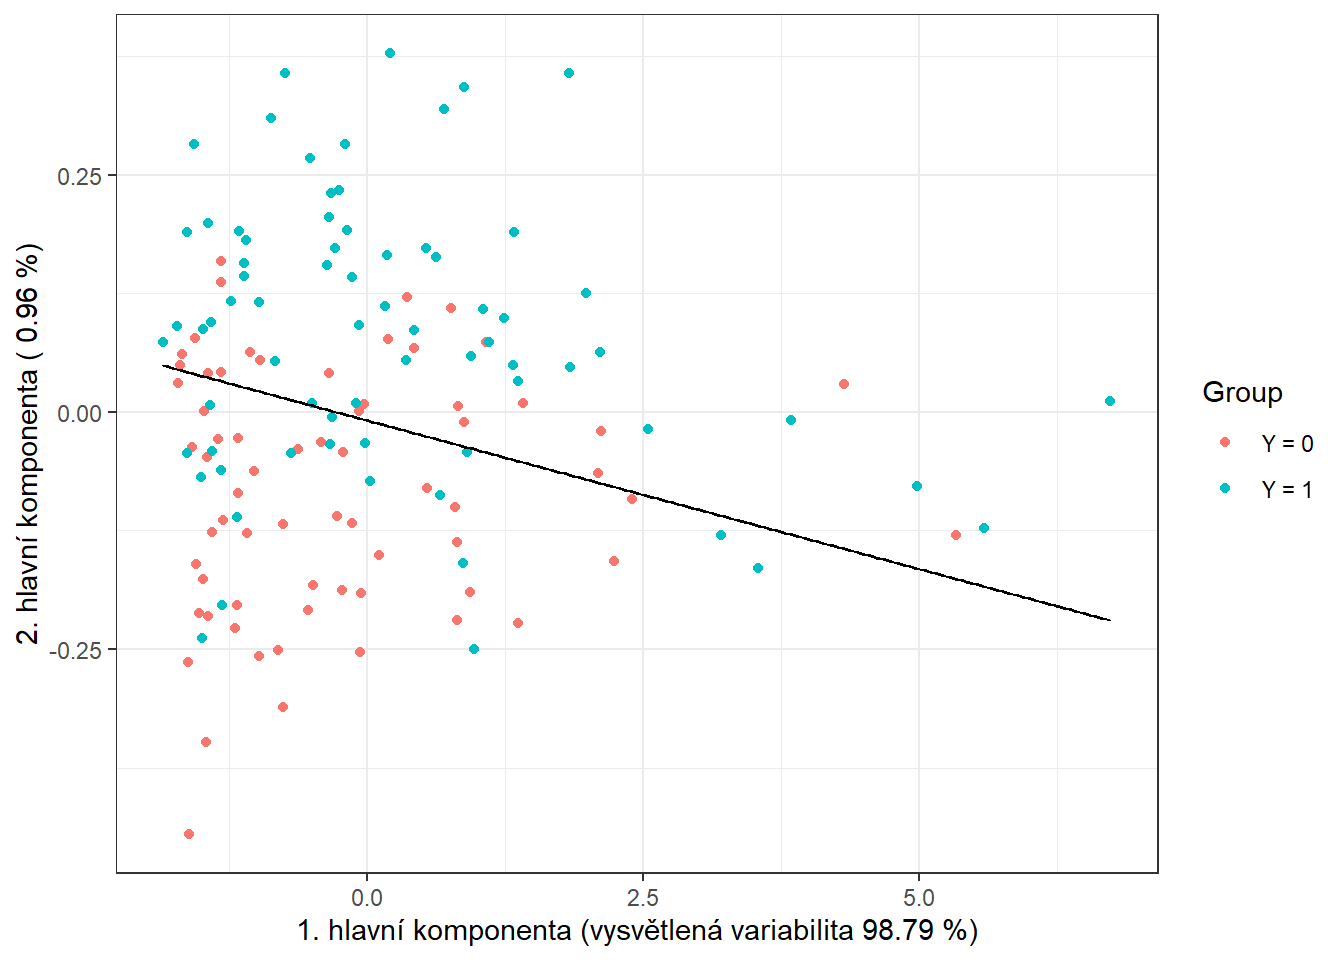 2. hlavní komponenta ( 0.96 %)
0.25
0.00
-0.25
0.0
2.5
5.0
1. hlavní komponenta (vysvětlená variabilita 98.79 %)
Group
Y = 0
Y = 1